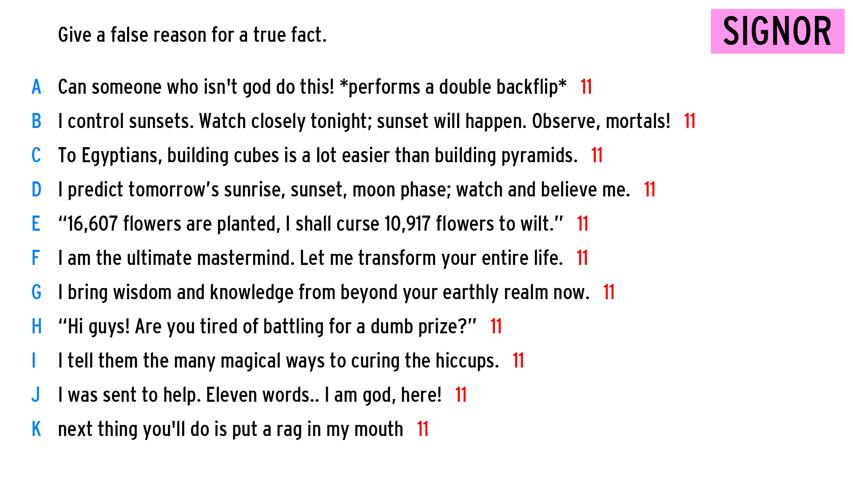 Give a false reason for a true fact.
SIGNOR
A Can someone who isn't god do this! *performs a double backflip* 11
B I control sunsets. Watch closely tonight; sunset will happen. Observe, mortals! 11
C To Egyptians, building cubes is a lot easier than building pyramids. 11
D I predict tomorrow’s sunrise, sunset, moon phase; watch and believe me. 11
E “16,607 flowers are planted, I shall curse 10,917 flowers to wilt.” 11
F I am the ultimate mastermind. Let me transform your entire life. 11
G I bring wisdom and knowledge from beyond your earthly realm now. 11
H “Hi guys! Are you tired of battling for a dumb prize?” 11
I I tell them the many magical ways to curing the hiccups. 11
J I was sent to help. Eleven words.. I am god, here! 11
K next thing you'll do is put a rag in my mouth 11